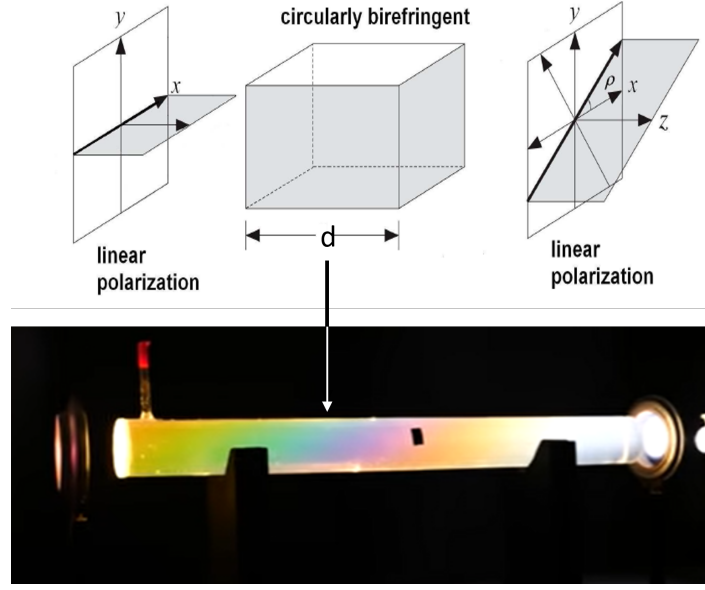 circularly birefringent
y
x
d
linear
polarization
y
ρ
x
z
linear
polarization